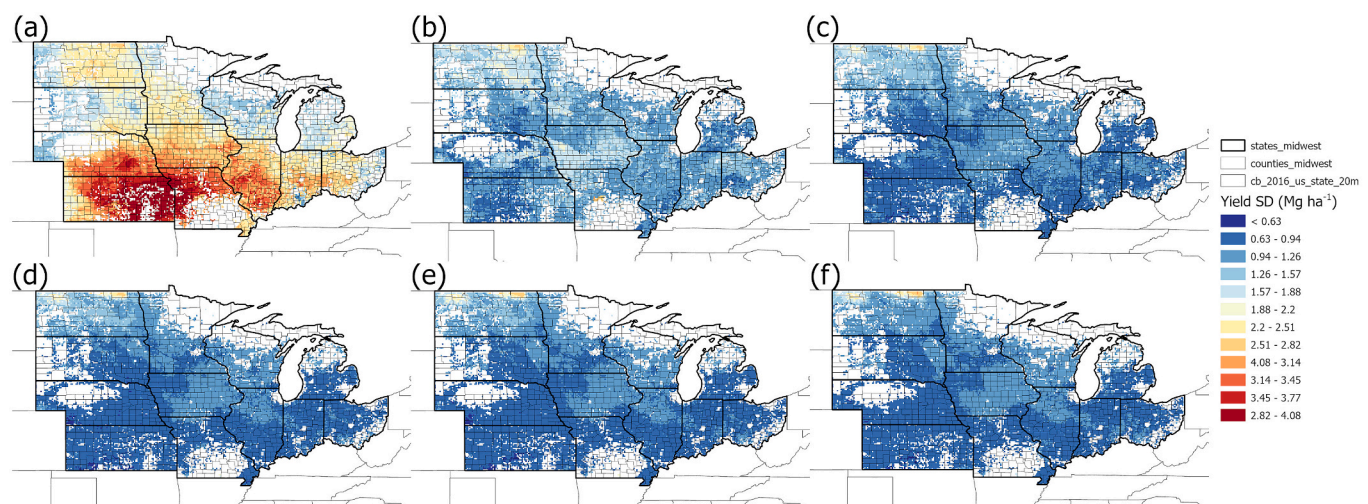 (a)
(b)
(c)
states_midwest
counties_midwest
cb_2016_us_state_20m
Yield SD (Mg ha⁻¹)
< 0.63
0.63 - 0.94
0.94 - 1.26
1.26 - 1.57
1.57 - 1.88
1.88 - 2.2
2.2 - 2.51
2.51 - 2.82
4.08 - 3.14
3.14 - 3.45
3.45 - 3.77
2.82 - 4.08
(d)
(e)
(f)